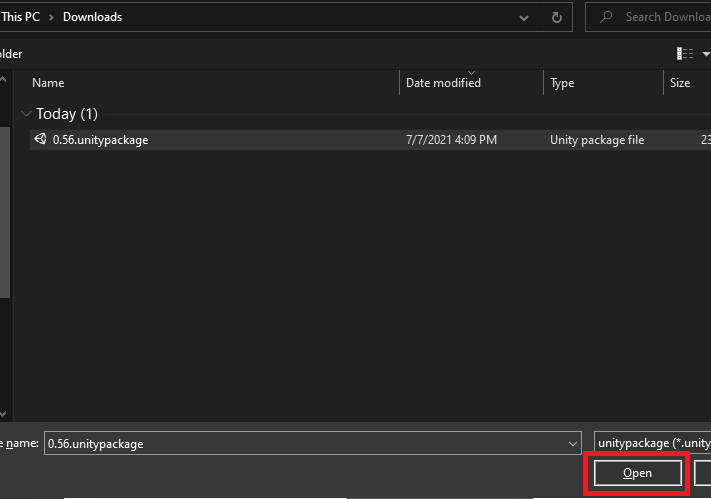 This PC > Downloads
Search Downloa
older
Name Date modified Type Size
Today (1)
0.56.unitypackage 7/7/2021 4:09 PM Unity package file 23
e name: 0.56.unitypackage unitypackage (*.unity
Open